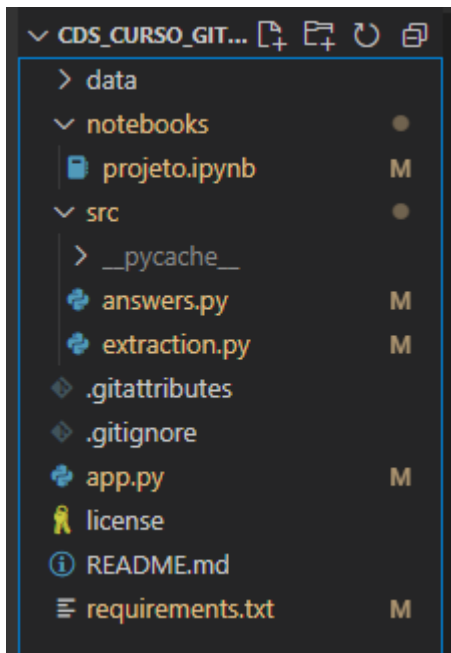 CDS_CURSO_GIT...
data
notebooks
projeto.ipynb M
src
__pycache__
answers.py M
extraction.py M
.gitattributes
.gitignore
app.py M
license
README.md
requirements.txt M